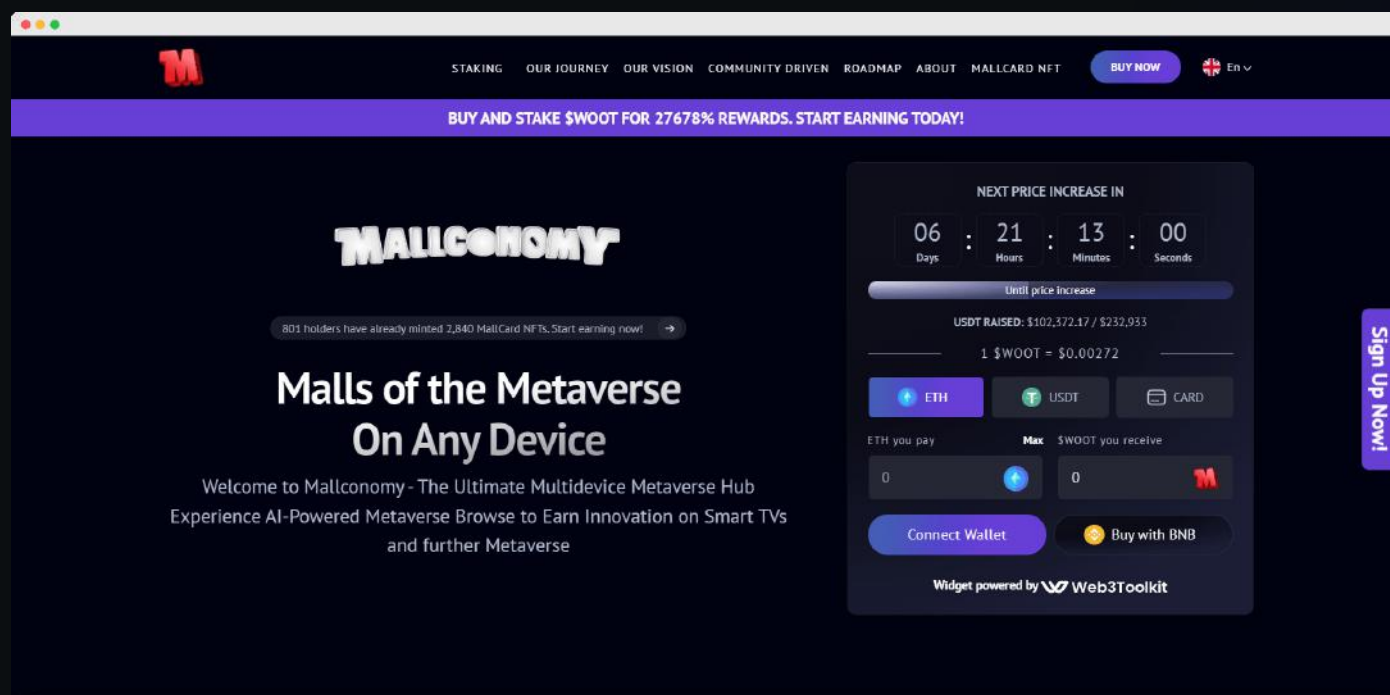 M
STAKING OUR JOURNEY OUR VISION COMMUNITY DRIVEN ROADMAP ABOUT MALLCARD NFT BUY NOW En
BUY AND STAKE $WOOT FOR 27678% REWARDS. START EARNING TODAY!
MALLCONOMY
801 holders have already minted 2,840 MallCard NFTs. Start earning now! →
Malls of the Metaverse
On Any Device
Welcome to Mallconomy - The Ultimate Multidevice Metaverse Hub
Experience AI-Powered Metaverse Browse to Earn Innovation on Smart TVs
and further Metaverse
NEXT PRICE INCREASE IN
06 : 21 : 13 : 00
Days Hours Minutes Seconds
Until price increase
USDT RAISED: $102,372.17 / $232,933
1 $WOOT = $0.00272
ETH USDT CARD
ETH you pay Max $WOOT you receive
0 0 M
Connect Wallet Buy with BNB
Widget powered by Web3Toolkit
Sign Up Now!